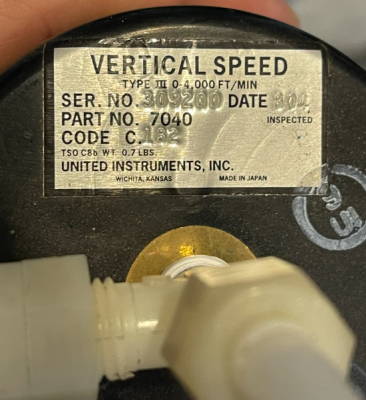 VERTICAL SPEED
TYPE III 0-4,000 FT/MIN
SER. NO. 309200 DATE 804
PART NO. 7040 INSPECTED
CODE C.182
TSO C8b WT. 0.7 LBS.
UNITED INSTRUMENTS, INC.
WICHITA, KANSAS MADE IN JAPAN